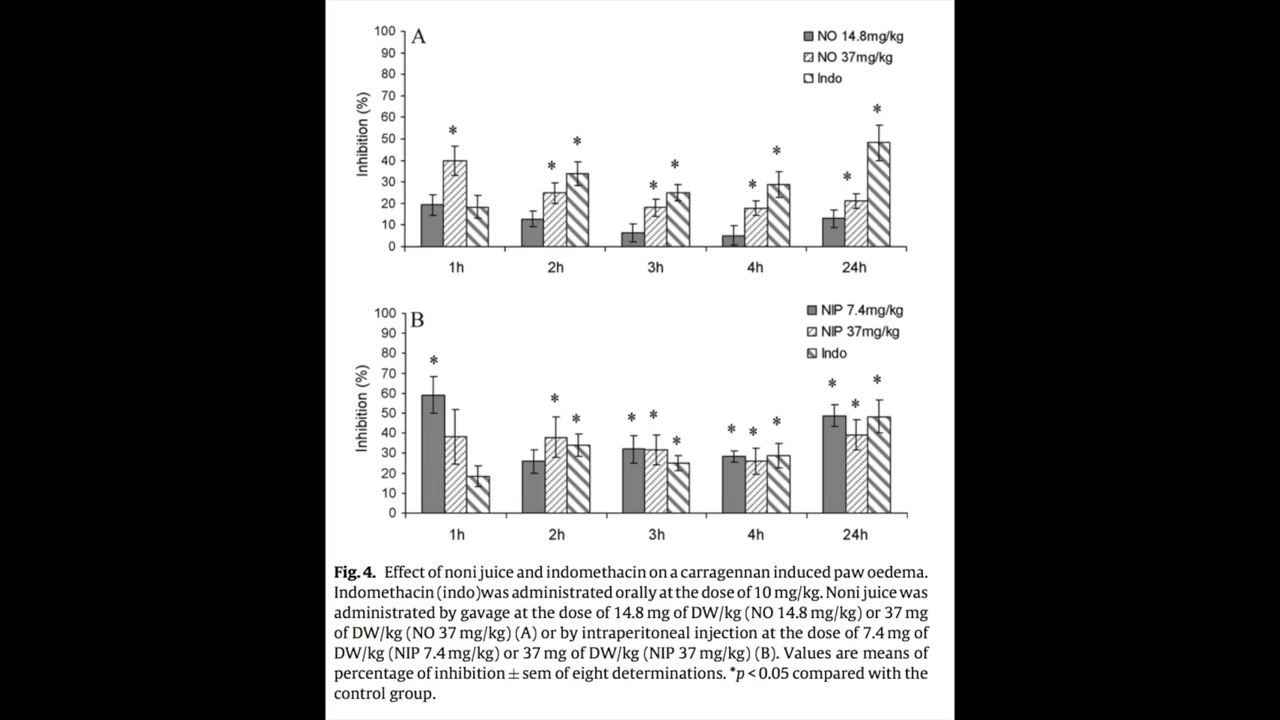 A
NO 14.8mg/kg
NO 37mg/kg
Indo
Inhibition (%)
100
90
80
70
60
50
40
30
20
10
0
*
*
*
*
*
*
*
*
*
1h
2h
3h
4h
24h
B
NIP 7.4mg/kg
NIP 37mg/kg
Indo
Inhibition (%)
100
90
80
70
60
50
40
30
20
10
0
*
*
*
*
*
*
*
*
*
*
*
*
1h
2h
3h
4h
24h
Fig. 4. Effect of noni juice and indomethacin on a carragennan induced paw oedema.
Indomethacin (indo)was administrated orally at the dose of 10 mg/kg. Noni juice was
administrated by gavage at the dose of 14.8 mg of DW/kg (NO 14.8 mg/kg) or 37 mg
of DW/kg (NO 37 mg/kg) (A) or by intraperitoneal injection at the dose of 7.4 mg of
DW/kg (NIP 7.4 mg/kg) or 37 mg of DW/kg (NIP 37 mg/kg) (B). Values are means of
percentage of inhibition ± sem of eight determinations. *p < 0.05 compared with the
control group.